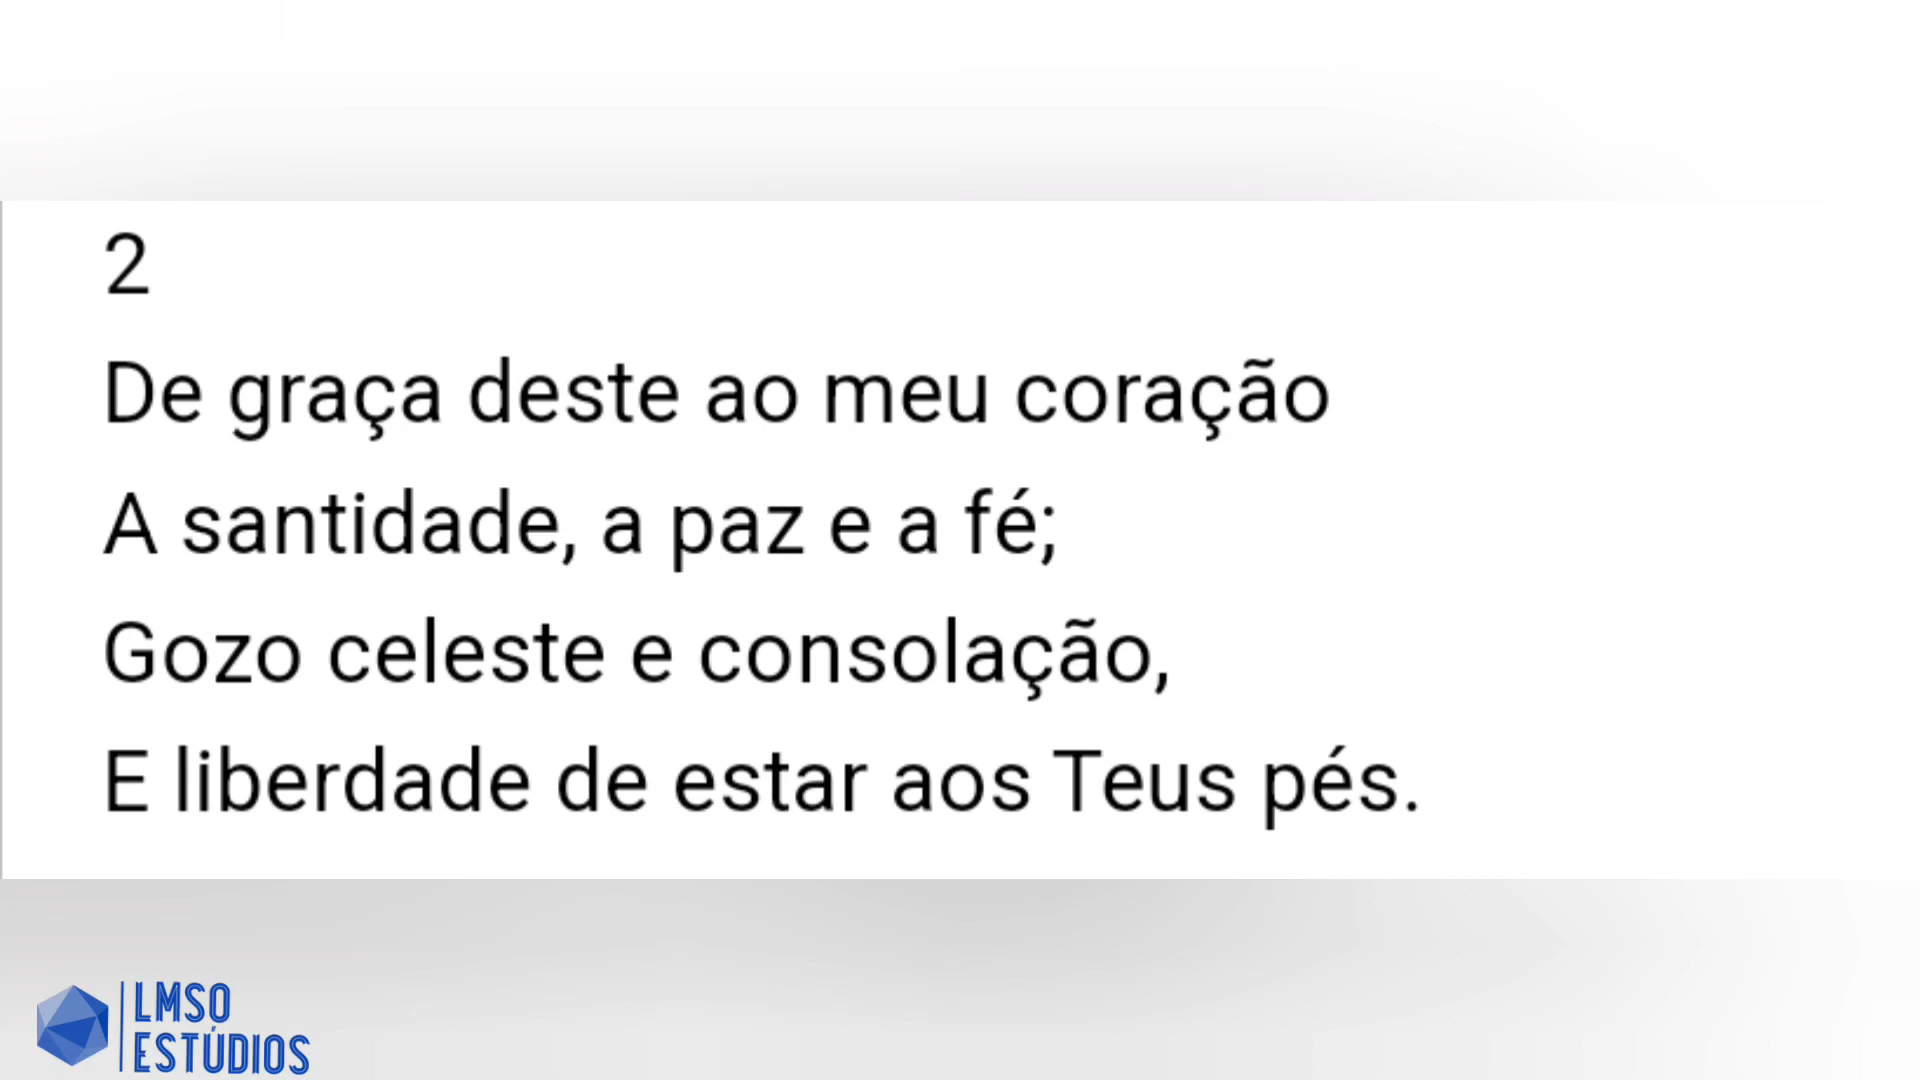 2
De graça deste ao meu coração
A santidade, a paz e a fé;
Gozo celeste e consolação,
E liberdade de estar aos Teus pés.
LMSO
ESTÚDIOS